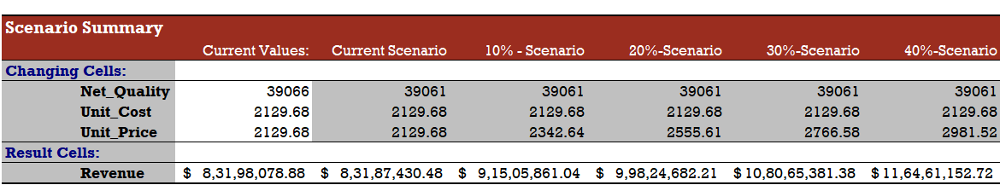 Scenario Summary
Current Values: Current Scenario 10% - Scenario 20%-Scenario 30%-Scenario 40%-Scenario
Changing Cells:
Net_Quality 39066 39061 39061 39061 39061 39061
Unit_Cost 2129.68 2129.68 2129.68 2129.68 2129.68 2129.68
Unit_Price 2129.68 2129.68 2342.64 2555.61 2766.58 2981.52
Result Cells:
Revenue $ 8,31,98,078.88 $ 8,31,87,430.48 $ 9,15,05,861.04 $ 9,98,24,682.21 $ 10,80,65,381.38 $ 11,64,61,152.72